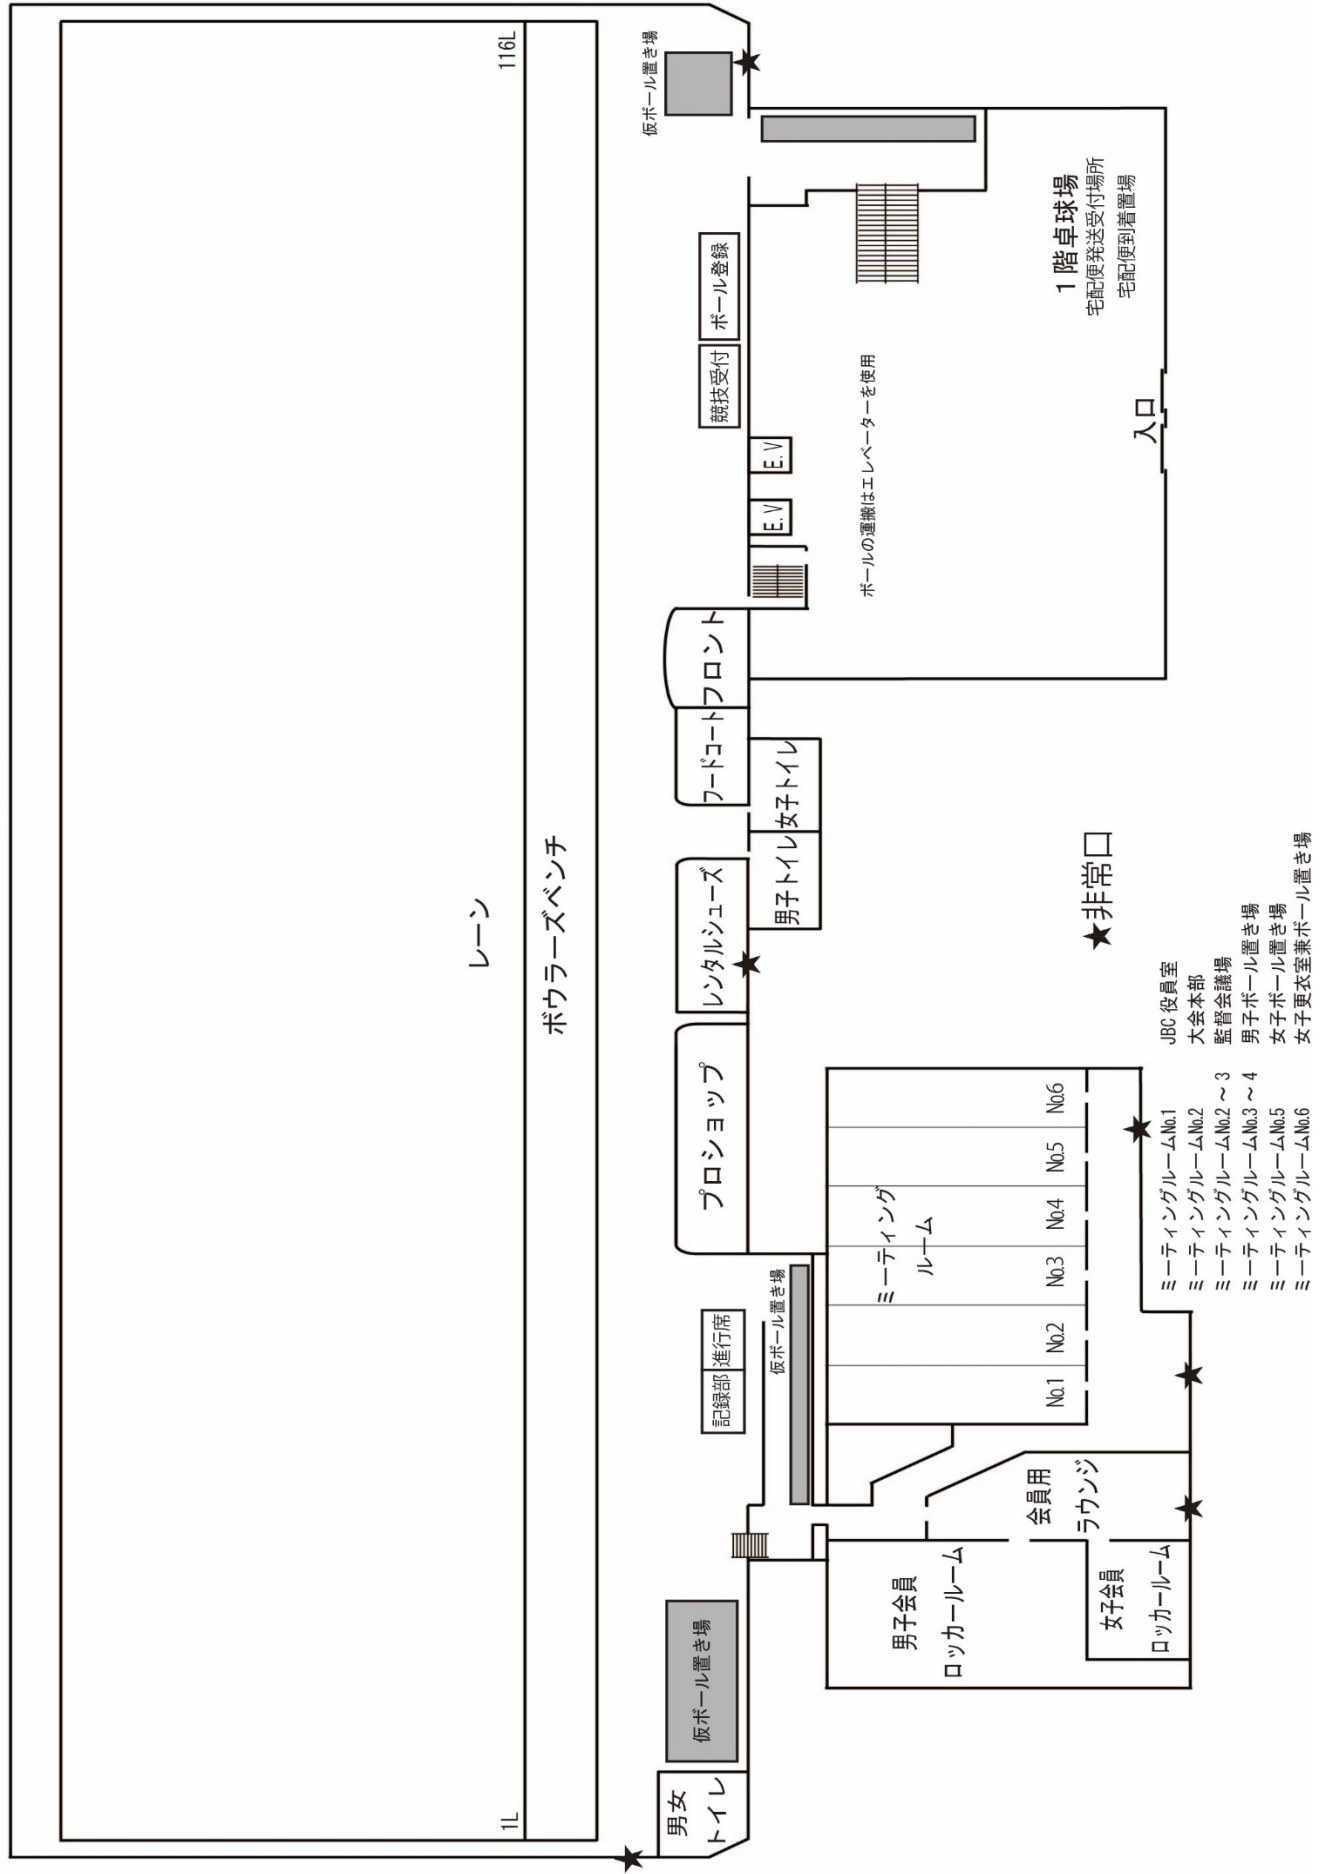 レーン
1L
116L
ボウラーズベンチ
男女
トイレ
仮ボール置き場
記録部
進行席
仮ボール置き場
プロショップ
レンタルシューズ
フードコート
フロント
競技受付
ボール登録
仮ボール置き場
男子トイレ
女子トイレ
E.V
E.V
ボールの運搬はエレベーターを使用
1階卓球場
宅配便発送受付場所
宅配便到着置場
入口
男子会員
ロッカールーム
女子会員
ロッカールーム
会員用
ラウンジ
ミーティング
ルーム
No.1
No.2
No.3
No.4
No.5
No.6
★非常口
ミーティングルームNo.1 JBC役員室
ミーティングルームNo.2 大会本部
ミーティングルームNo.2～3 監督会議場
ミーティングルームNo.3～4 男子ボール置き場
ミーティングルームNo.5 女子ボール置き場
ミーティングルームNo.6 女子更衣室兼ボール置き場